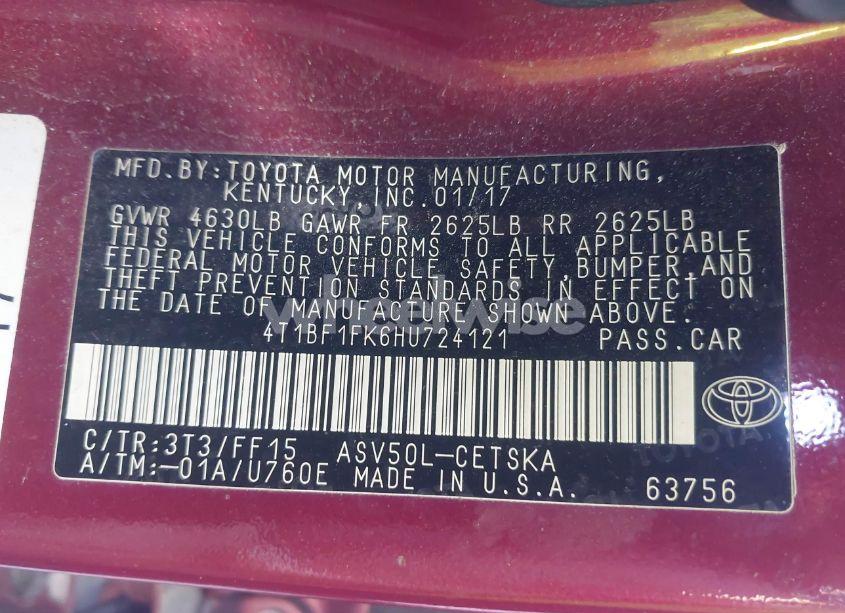 MFD.BY:TOYOTA MOTOR MANUFACTURING,
KENTUCKY,INC.01/17
GVWR 4630LB GAWR FR 2625LB RR 2625LB
THIS VEHICLE CONFORMS TO ALL APPLICABLE
FEDERAL MOTOR VEHICLE SAFETY,BUMPER,AND
THEFT PREVENTION STANDARDS IN EFFECT ON
THE DATE OF MANUFACTURE SHOWN ABOVE.
wheelwise
4T1BF1FK6HU724121 PASS.CAR
C/TR:3T3/FF15 ASV50L-CETSKA
A/TM:-01A/U760E MADE IN U.S.A. 63756